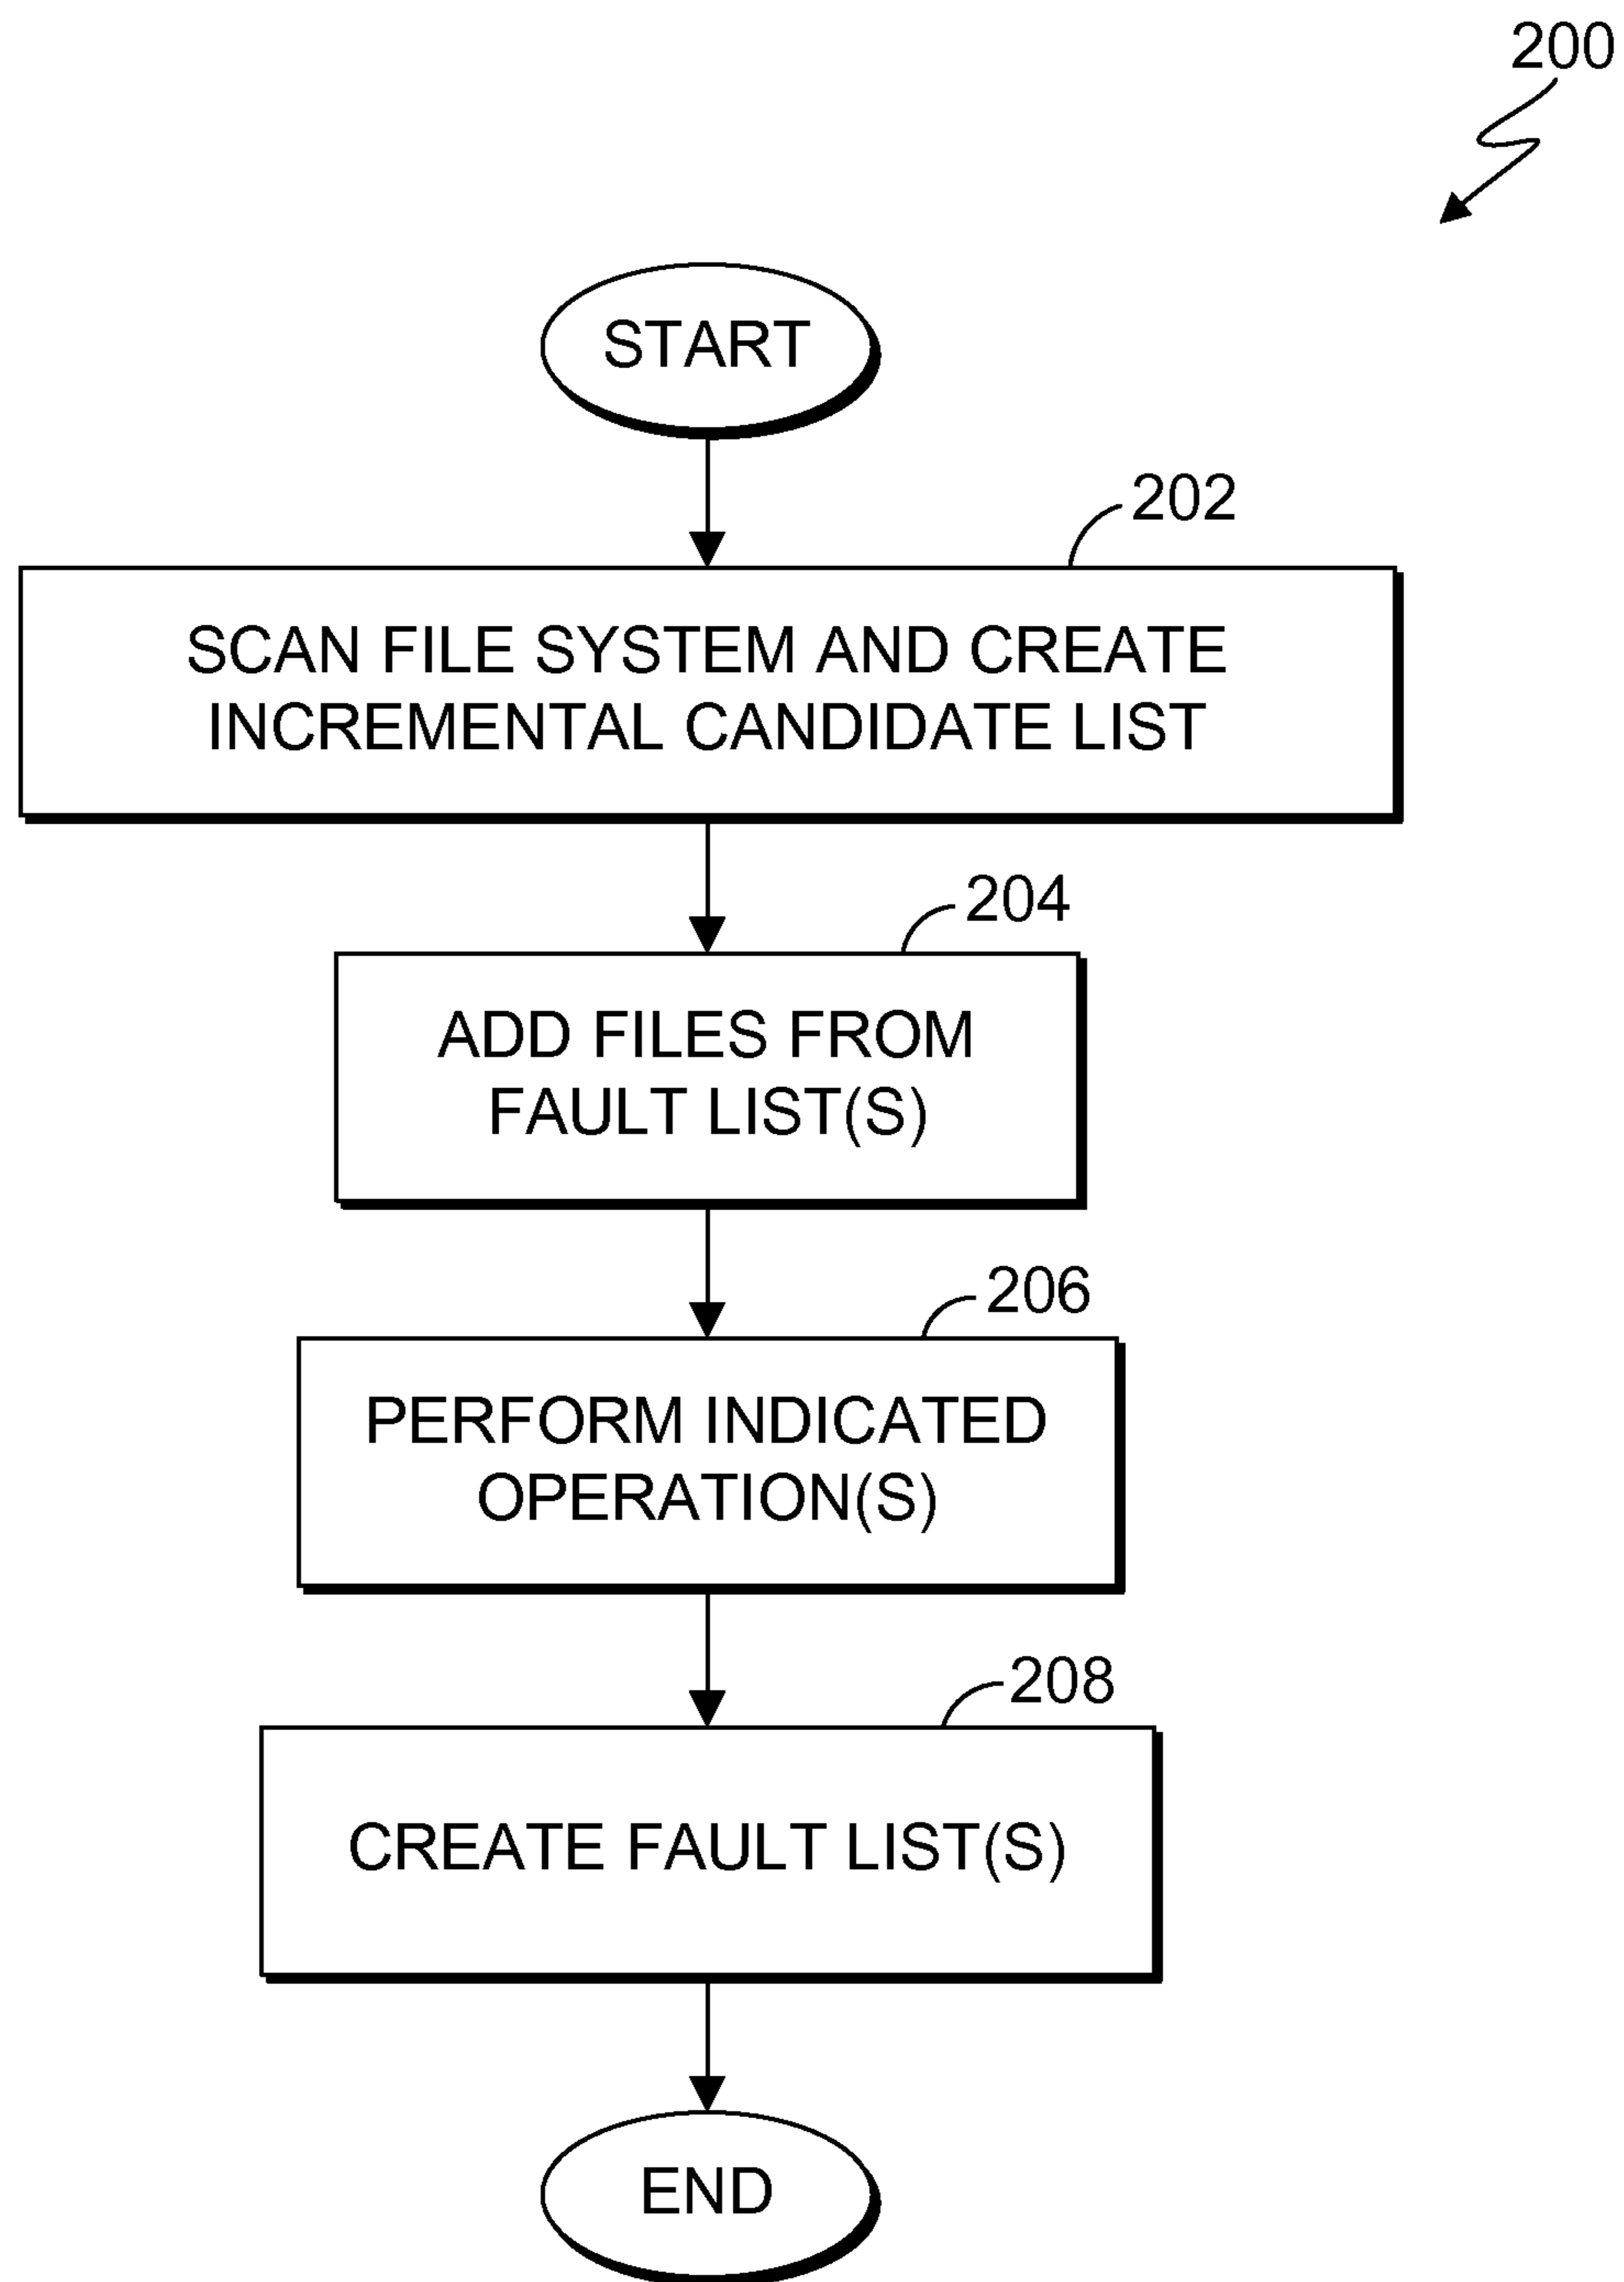 200
START
202
SCAN FILE SYSTEM AND CREATE
INCREMENTAL CANDIDATE LIST
204
ADD FILES FROM
FAULT LIST(S)
206
PERFORM INDICATED
OPERATION(S)
208
CREATE FAULT LIST(S)
END